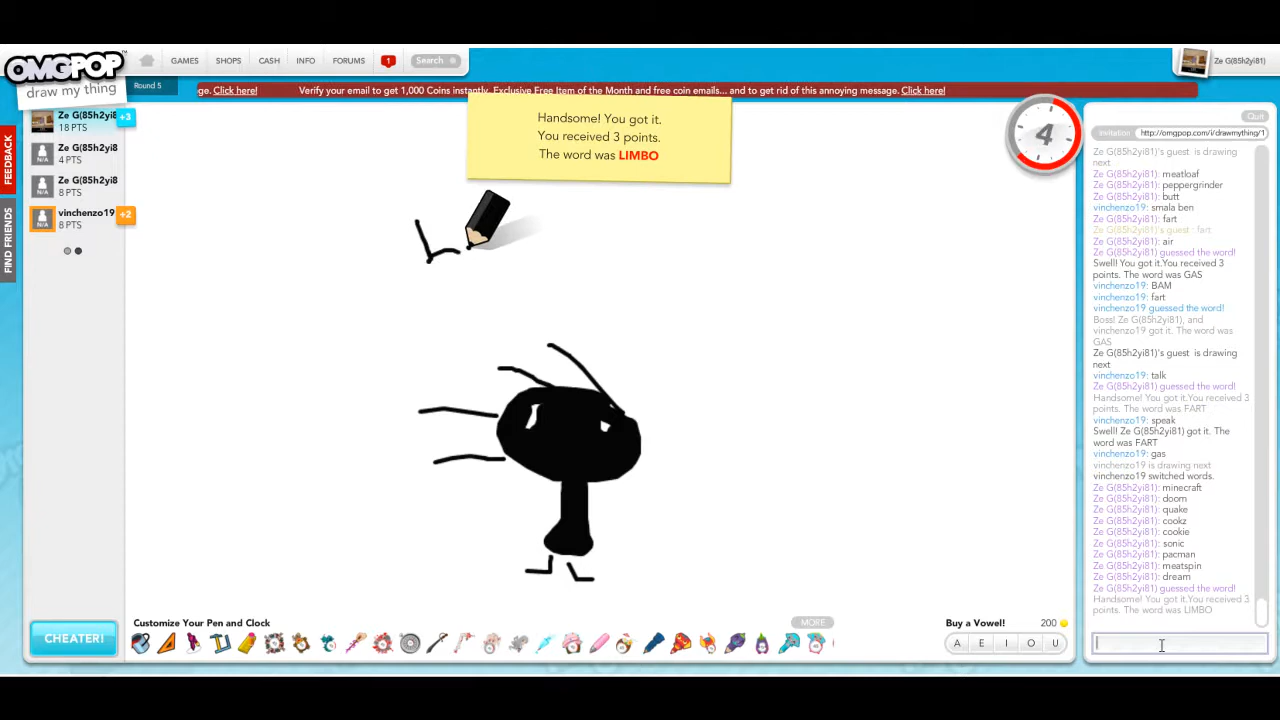 OMGPOP
draw my thing
GAMES
SHOPS
CASH
INFO
FORUMS
1
Search
Ze G(85h2yi81)
Round 5
ge. Click here!
Verify your email to get 1,000 Coins instantly, Exclusive Free Item of the Month and free coin emails... and to get rid of this annoying message. Click here!
FEEDBACK
FIND FRIENDS
Ze G(85h2yi8
18 PTS
+3
N/A
Ze G(85h2yi8
4 PTS
N/A
Ze G(85h2yi8
8 PTS
N/A
vinchenzo19
8 PTS
+2
Handsome! You got it.
You received 3 points.
The word was LIMBO
4
Quit
Invitation
http://omgpop.com/i/drawmything/1
Ze G(85h2yi81)'s guest is drawing
next
Ze G(85h2yi81): meatloaf
Ze G(85h2yi81): peppergrinder
Ze G(85h2yi81): butt
vinchenzo19: smala ben
Ze G(85h2yi81): fart
Ze G(85h2yi81)'s guest : fart
Ze G(85h2yi81): air
Ze G(85h2yi81) guessed the word!
Swell! You got it.You received 3
points. The word was GAS
vinchenzo19: BAM
vinchenzo19: fart
vinchenzo19 guessed the word!
Boss! Ze G(85h2yi81), and
vinchenzo19 got it. The word was
GAS
Ze G(85h2yi81)'s guest is drawing
next
vinchenzo19: talk
Ze G(85h2yi81) guessed the word!
Handsome! You got it.You received 3
points. The word was FART
vinchenzo19: speak
Swell! Ze G(85h2yi81) got it. The
word was FART
vinchenzo19: gas
vinchenzo19 is drawing next
vinchenzo19 switched words.
Ze G(85h2yi81): minecraft
Ze G(85h2yi81): doom
Ze G(85h2yi81): quake
Ze G(85h2yi81): cookz
Ze G(85h2yi81): cookie
Ze G(85h2yi81): sonic
Ze G(85h2yi81): pacman
Ze G(85h2yi81): meatspin
Ze G(85h2yi81): dream
Ze G(85h2yi81) guessed the word!
Handsome! You got it.You received 3
points. The word was LIMBO
CHEATER!
Customize Your Pen and Clock
MORE
Buy a Vowel!
200
A
E
I
O
U